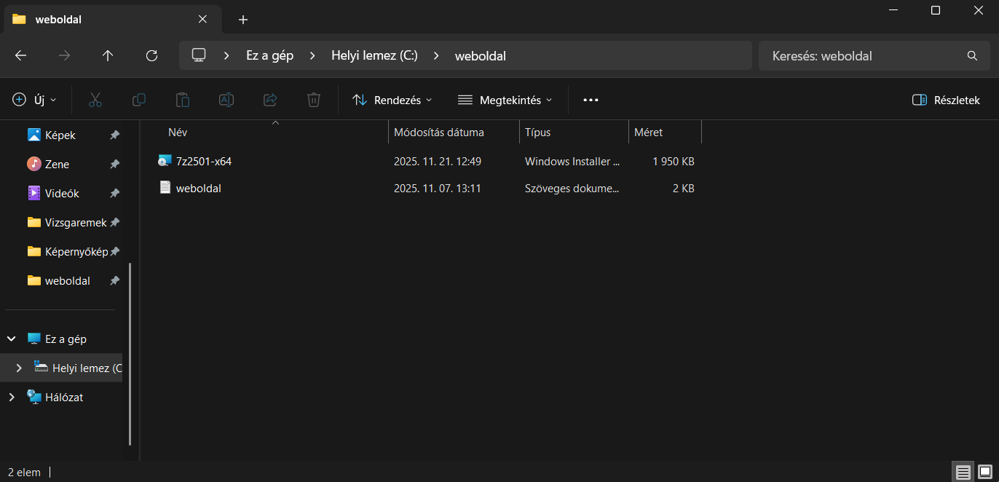 weboldal
Ez a gép > Helyi lemez (C:) > weboldal
Keresés: weboldal
Új
Rendezés
Megtekintés
Részletek
Képek
Zene
Videók
Vizsgaremek
Képernyőkép
weboldal
Ez a gép
Helyi lemez (C
Hálózat
Név Módosítás dátuma Típus Méret
7z2501-x64 2025. 11. 21. 12:49 Windows Installer ... 1 950 KB
weboldal 2025. 11. 07. 13:11 Szöveges dokume... 2 KB
2 elem